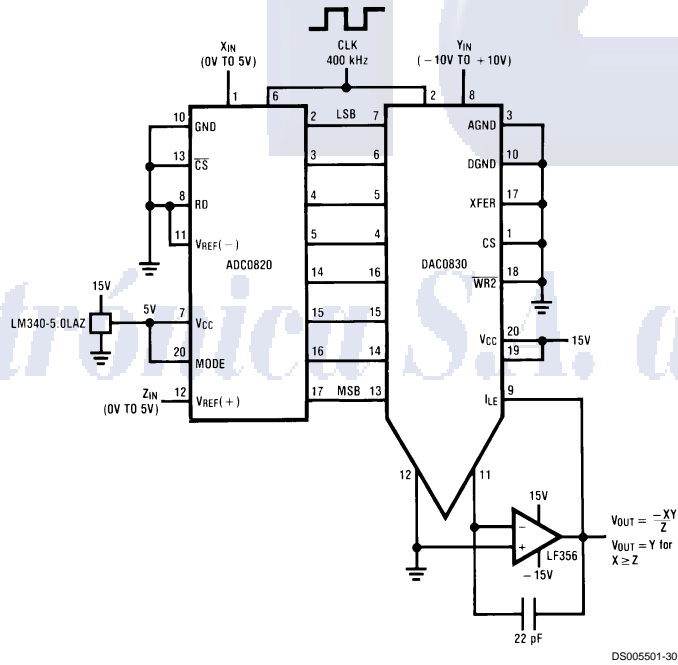 CLK
400 kHz
XIN
(0V TO 5V)
YIN
(−10V TO +10V)
1
6
2
8
10
GND
2
LSB
7
AGND
3
13
CS
3
6
DGND
10
8
RD
4
5
XFER
17
11
VREF(−)
5
4
CS
1
ADC0820
DAC0830
14
16
WR2
18
15V
LM340-5.0LAZ
5V
7
VCC
15
15
VCC
20
15V
19
20
MODE
16
14
ZIN
(0V TO 5V)
12
VREF(+)
17
MSB
13
ILE
9
12
11
15V
−
+
LF356
−15V
VOUT = −XY
Z
VOUT = Y for
X ≥ Z
22 pF
DS005501-30
trónica S.A. d